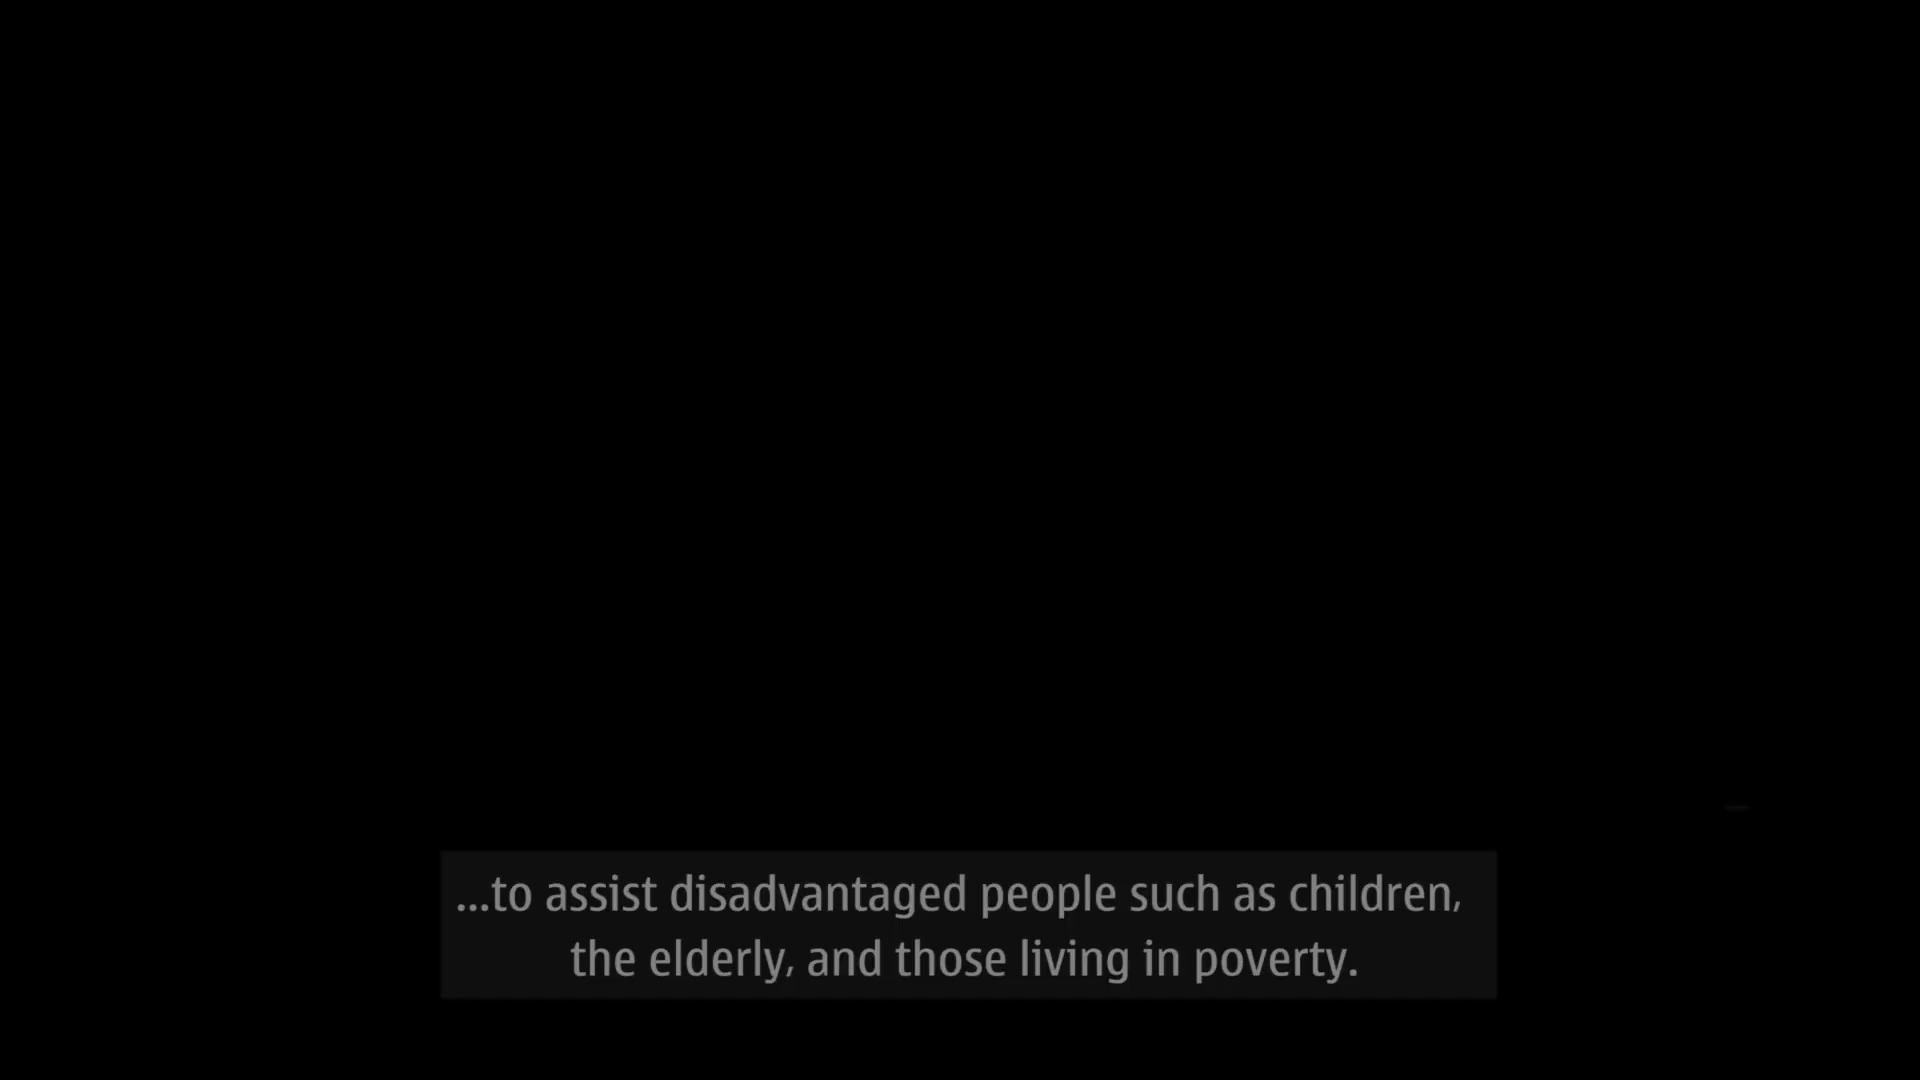 ...to assist disadvantaged people such as children,
the elderly, and those living in poverty.